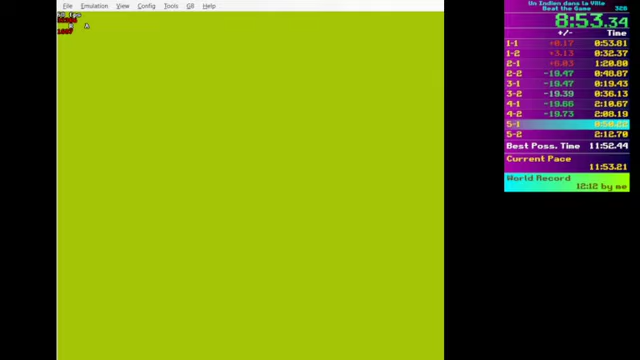 File Emulation View Config Tools GB Help
Un Indien dans la Ville
Beat the Game 328
8:53.34
+/- Time
1-1 +0.17 0:53.81
1-2 +3.13 0:32.37
2-1 +6.03 1:20.80
2-2 -19.47 0:48.87
3-1 -19.47 0:19.43
3-2 -19.39 0:36.13
4-1 -19.66 2:10.67
4-2 -19.73 2:08.19
5-1 0:50.22
5-2 2:12.70
Best Poss. Time 11:52.44
Current Pace
11:53.21
World Record
12:12 by me